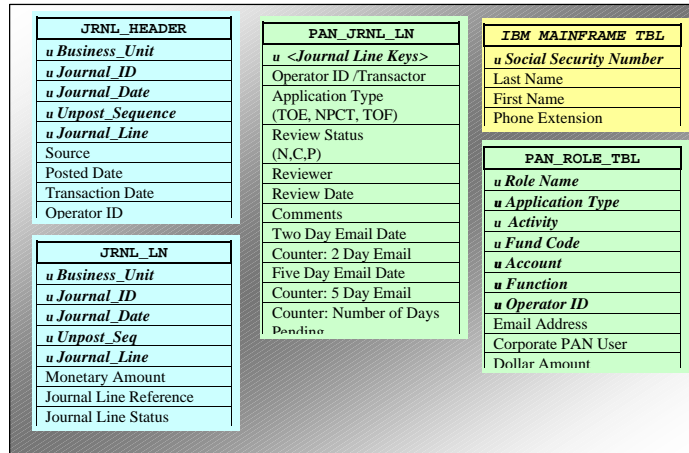 JRNL_HEADER
u Business_Unit
u Journal_ID
u Journal_Date
u Unpost_Sequence
u Journal_Line
Source
Posted Date
Transaction Date
Operator ID
JRNL_LN
u Business_Unit
u Journal_ID
u Journal_Date
u Unpost_Seq
u Journal_Line
Monetary Amount
Journal Line Reference
Journal Line Status
PAN_JRNL_LN
u <Journal Line Keys>
Operator ID /Transactor
Application Type
(TOE, NPCT, TOF)
Review Status
(N,C,P)
Reviewer
Review Date
Comments
Two Day Email Date
Counter: 2 Day Email
Five Day Email Date
Counter: 5 Day Email
Counter: Number of Days
Pending
IBM MAINFRAME TBL
u Social Security Number
Last Name
First Name
Phone Extension
PAN_ROLE_TBL
u Role Name
u Application Type
u Activity
u Fund Code
u Account
u Function
u Operator ID
Email Address
Corporate PAN User
Dollar Amount